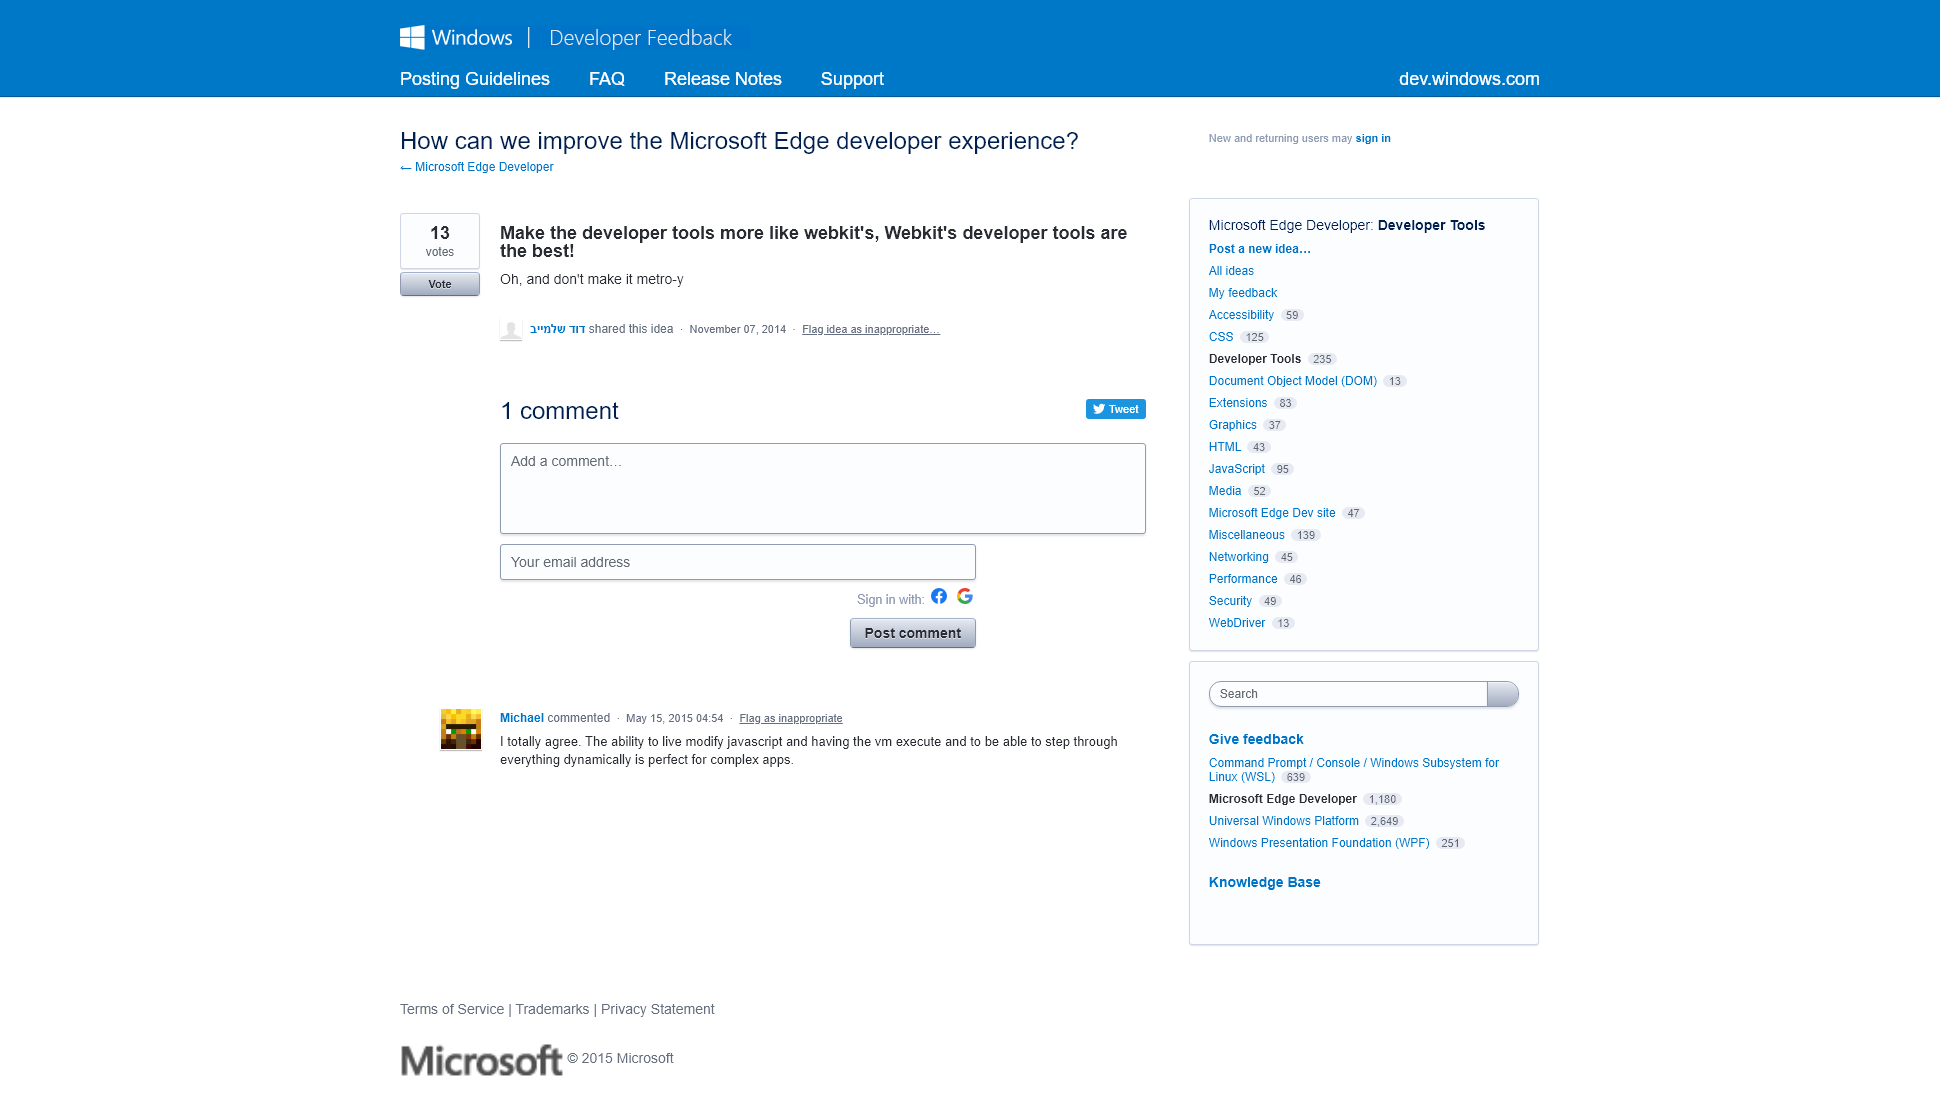 Windows | Developer Feedback
Posting Guidelines FAQ Release Notes Support dev.windows.com
How can we improve the Microsoft Edge developer experience?
← Microsoft Edge Developer
New and returning users may sign in
13
votes
Vote
Make the developer tools more like webkit's, Webkit's developer tools are
the best!
Oh, and don't make it metro-y
דוד שלמייב shared this idea · November 07, 2014 · Flag idea as inappropriate…
1 comment
Tweet
Add a comment…
Your email address
Sign in with:
Post comment
Michael commented · May 15, 2015 04:54 · Flag as inappropriate
I totally agree. The ability to live modify javascript and having the vm execute and to be able to step through
everything dynamically is perfect for complex apps.
Microsoft Edge Developer: Developer Tools
Post a new idea…
All ideas
My feedback
Accessibility 59
CSS 125
Developer Tools 235
Document Object Model (DOM) 13
Extensions 83
Graphics 37
HTML 43
JavaScript 95
Media 52
Microsoft Edge Dev site 47
Miscellaneous 139
Networking 45
Performance 46
Security 49
WebDriver 13
Search
Give feedback
Command Prompt / Console / Windows Subsystem for
Linux (WSL) 639
Microsoft Edge Developer 1,180
Universal Windows Platform 2,649
Windows Presentation Foundation (WPF) 251
Knowledge Base
Terms of Service | Trademarks | Privacy Statement
Microsoft © 2015 Microsoft